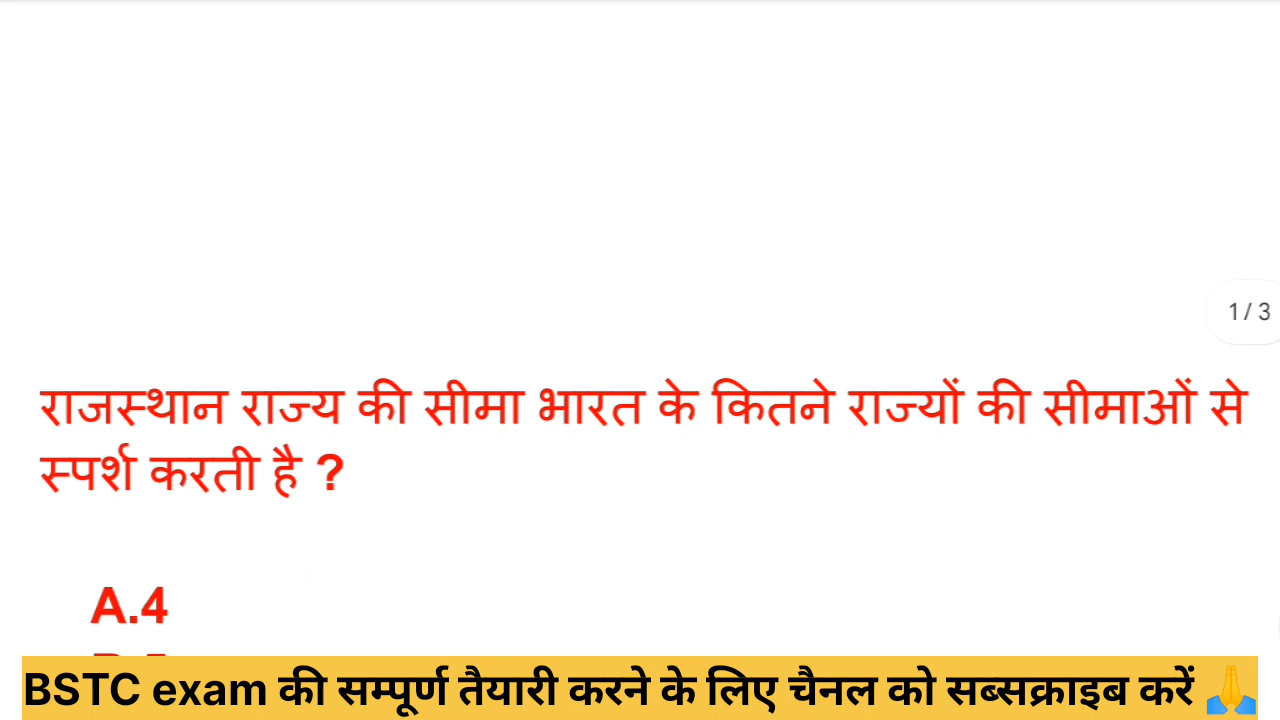 1 / 3
राजस्थान राज्य की सीमा भारत के कितने राज्यों की सीमाओं से
स्पर्श करती है ?
A.4
BSTC exam की सम्पूर्ण तैयारी करने के लिए चैनल को सब्सक्राइब करें 🙏